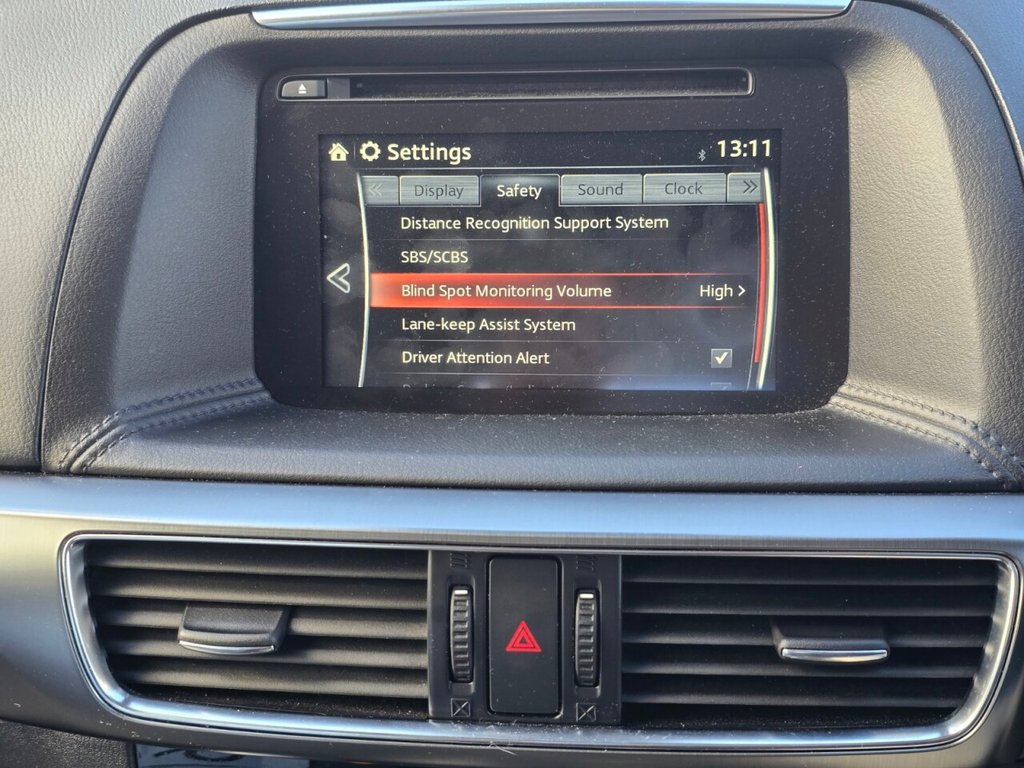 Settings 13:11
Display Safety Sound Clock
Distance Recognition Support System
SBS/SCBS
Blind Spot Monitoring Volume High
Lane-keep Assist System
Driver Attention Alert